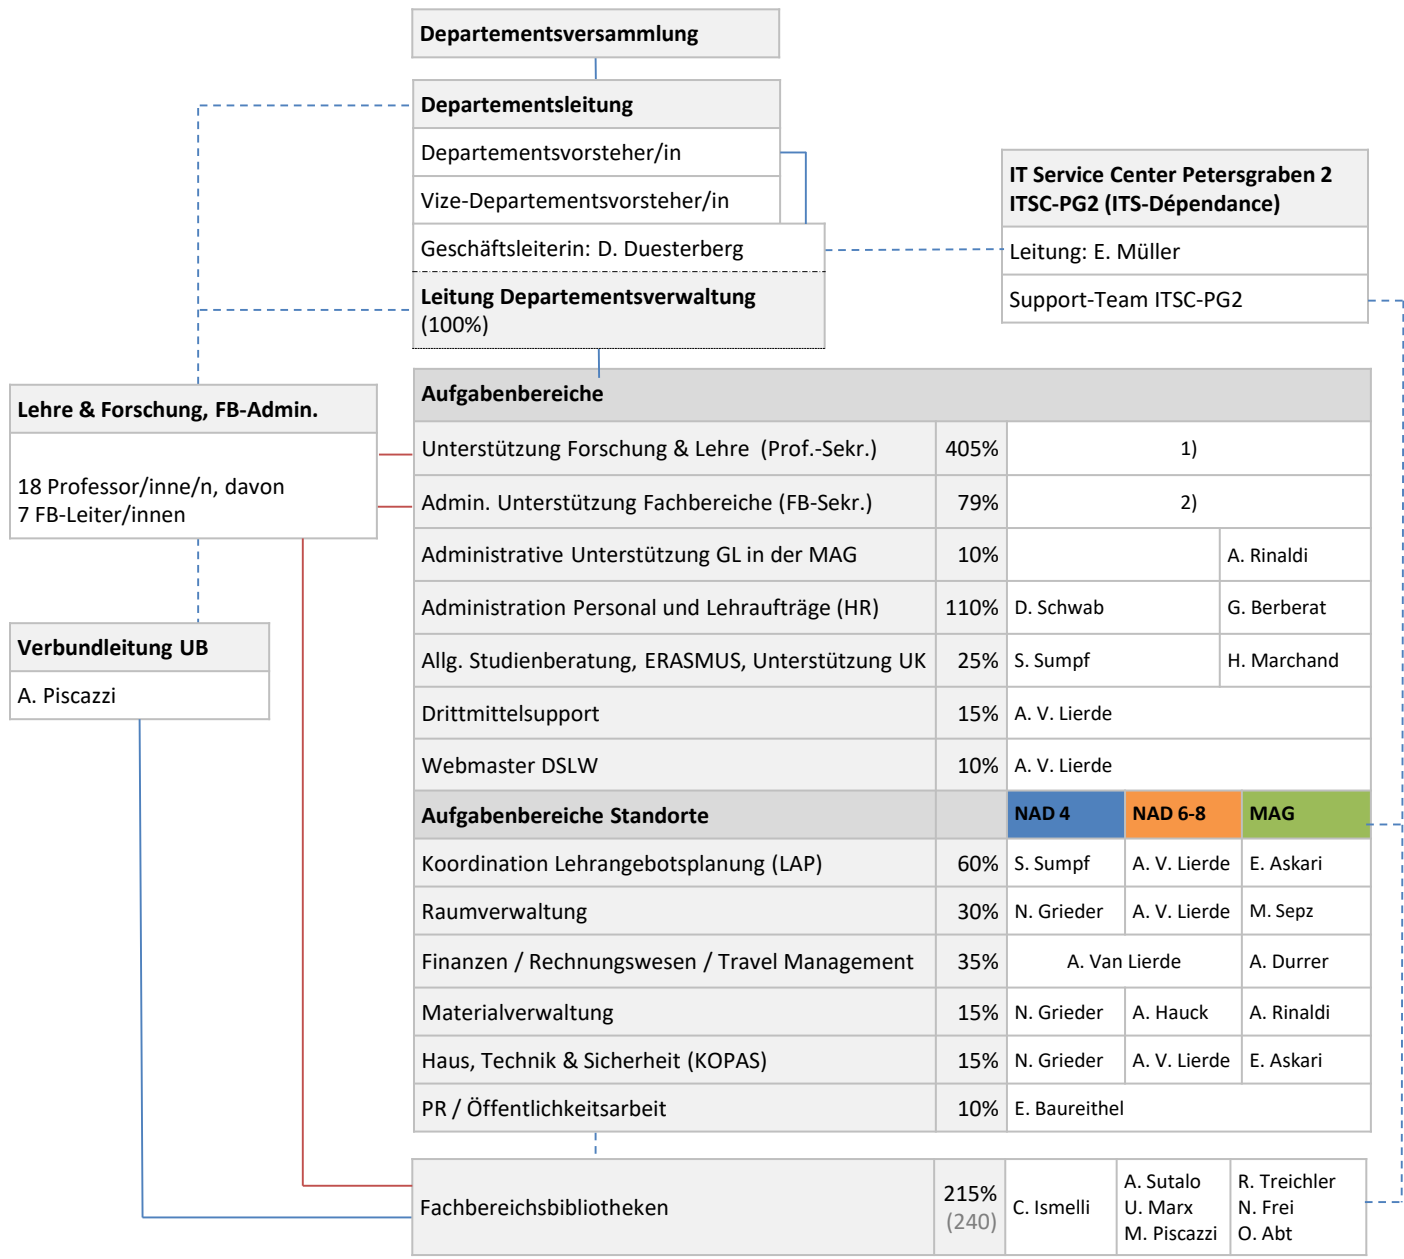 Departementsversammlung
Departementsleitung
Departementsvorsteher/in
Vize-Departementsvorsteher/in
Geschäftsleiterin: D. Duesterberg
Leitung Departementsverwaltung
(100%)
IT Service Center Petersgraben 2
ITSC-PG2 (ITS-Dépendance)
Leitung: E. Müller
Support-Team ITSC-PG2
Lehre & Forschung, FB-Admin.
18 Professor/inne/n, davon
7 FB-Leiter/innen
Verbundleitung UB
A. Piscazzi
Aufgabenbereiche
Unterstützung Forschung & Lehre (Prof.-Sekr.) 405% 1)
Admin. Unterstützung Fachbereiche (FB-Sekr.) 79% 2)
Administrative Unterstützung GL in der MAG 10% A. Rinaldi
Administration Personal und Lehraufträge (HR) 110% D. Schwab G. Berberat
Allg. Studienberatung, ERASMUS, Unterstützung UK 25% S. Sumpf H. Marchand
Drittmittelsupport 15% A. V. Lierde
Webmaster DSLW 10% A. V. Lierde
Aufgabenbereiche Standorte NAD 4 NAD 6-8 MAG
Koordination Lehrangebotsplanung (LAP) 60% S. Sumpf A. V. Lierde E. Askari
Raumverwaltung 30% N. Grieder A. V. Lierde M. Sepz
Finanzen / Rechnungswesen / Travel Management 35% A. Van Lierde A. Durrer
Materialverwaltung 15% N. Grieder A. Hauck A. Rinaldi
Haus, Technik & Sicherheit (KOPAS) 15% N. Grieder A. V. Lierde E. Askari
PR / Öffentlichkeitsarbeit 10% E. Baureithel
Fachbereichsbibliotheken
215%
(240)
C. Ismelli
A. Sutalo
U. Marx
M. Piscazzi
R. Treichler
N. Frei
O. Abt